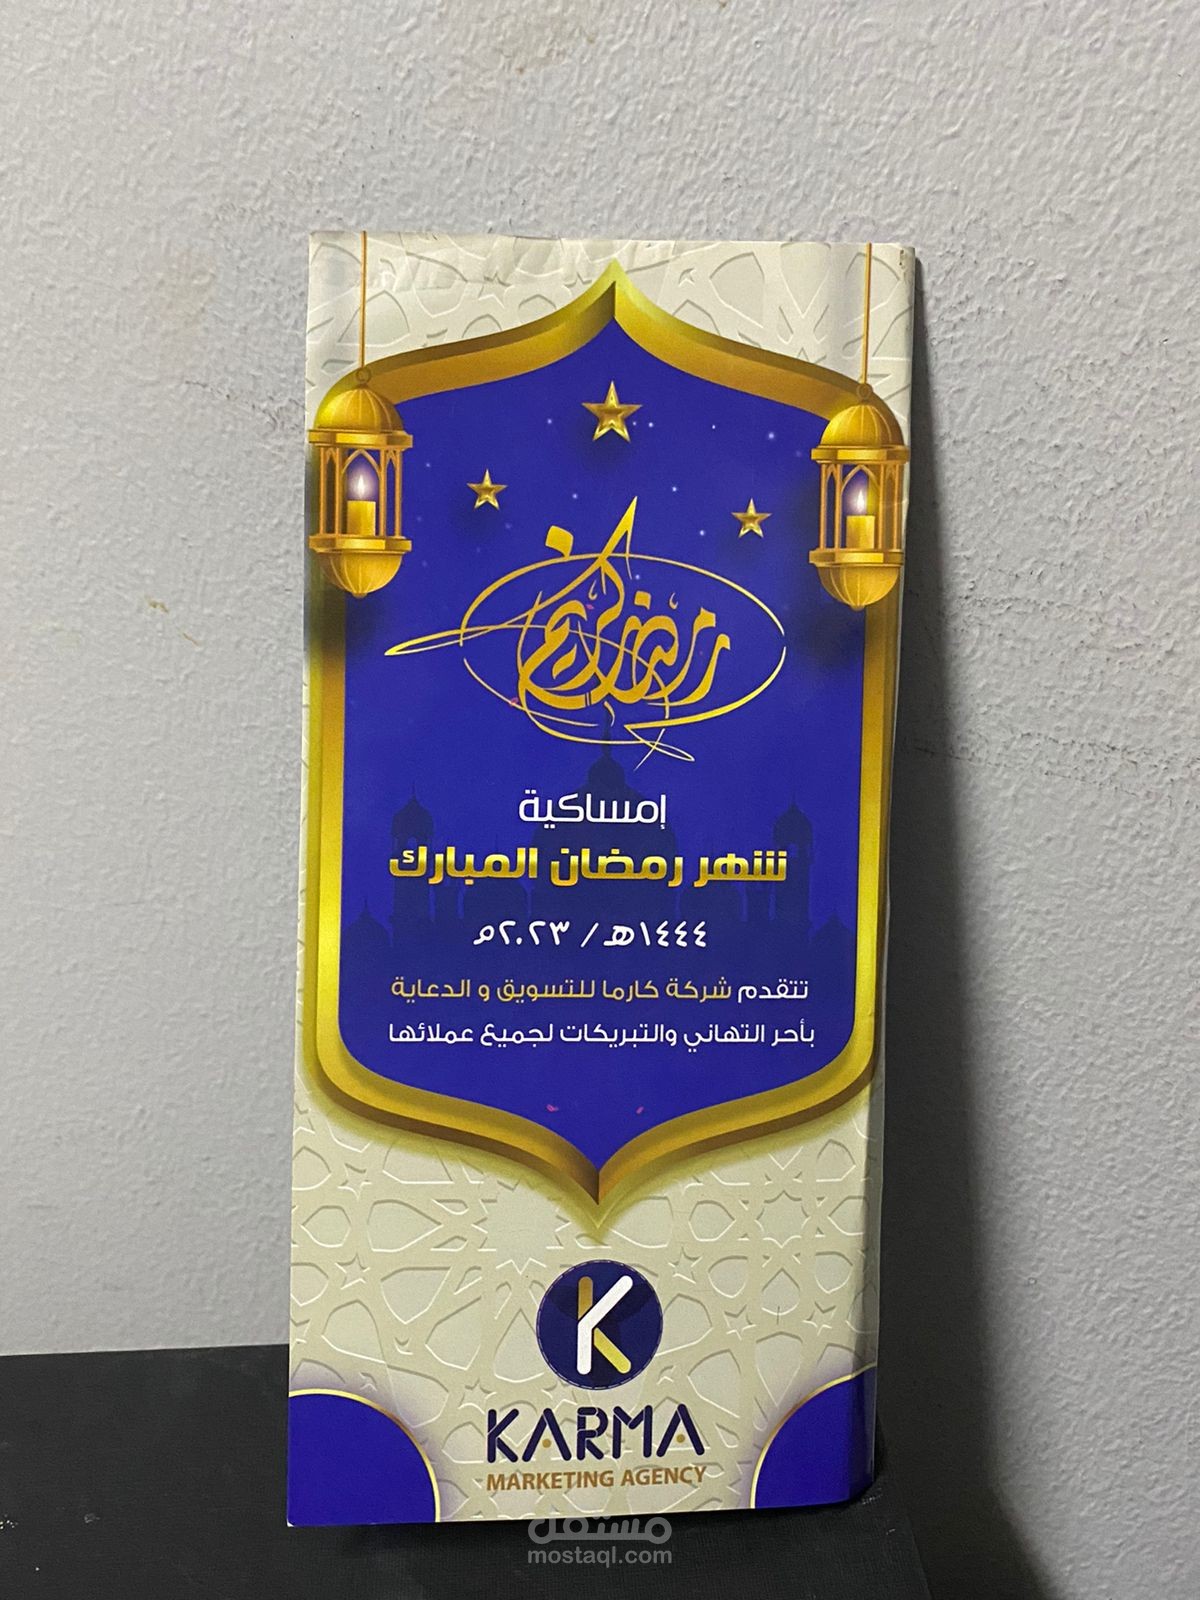 رمضان كريم
إمساكية
شهر رمضان المبارك
١٤٤٤هـ / ٢٠٢٣م
تتقدم شركة كارما للتسويق و الدعاية
بأحر التهاني والتبريكات لجميع عملائها
K
KARMA
MARKETING AGENCY
مستقل
mostaql.com